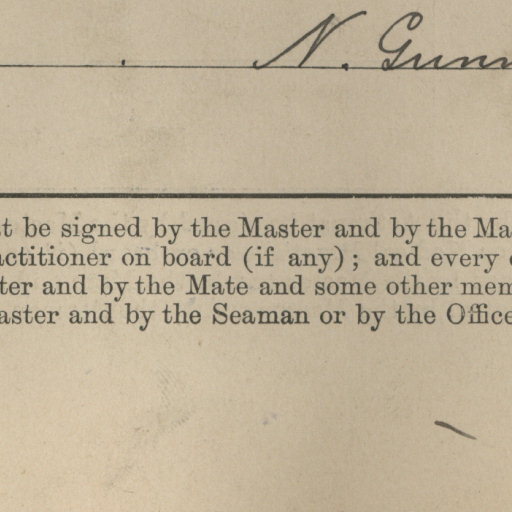 N. Gunn
t be signed by the Master and by the Ma
actitioner on board (if any); and every
ter and by the Mate and some other mem
aster and by the Seaman or by the Office